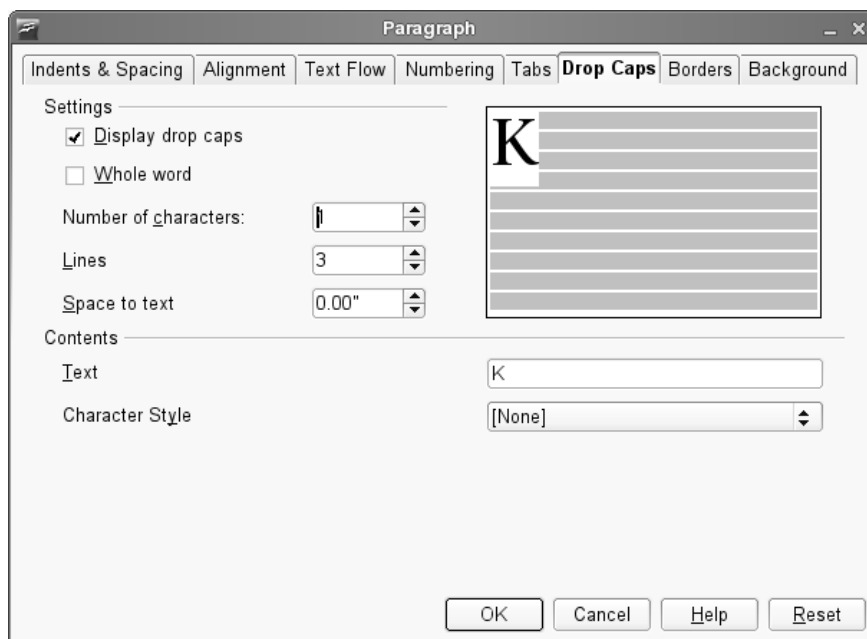 Paragraph
Indents & Spacing Alignment Text Flow Numbering Tabs Drop Caps Borders Background
Settings
Display drop caps
Whole word
Number of characters: 1
Lines 3
Space to text 0.00"
K
Contents
Text K
Character Style [None]
OK Cancel Help Reset